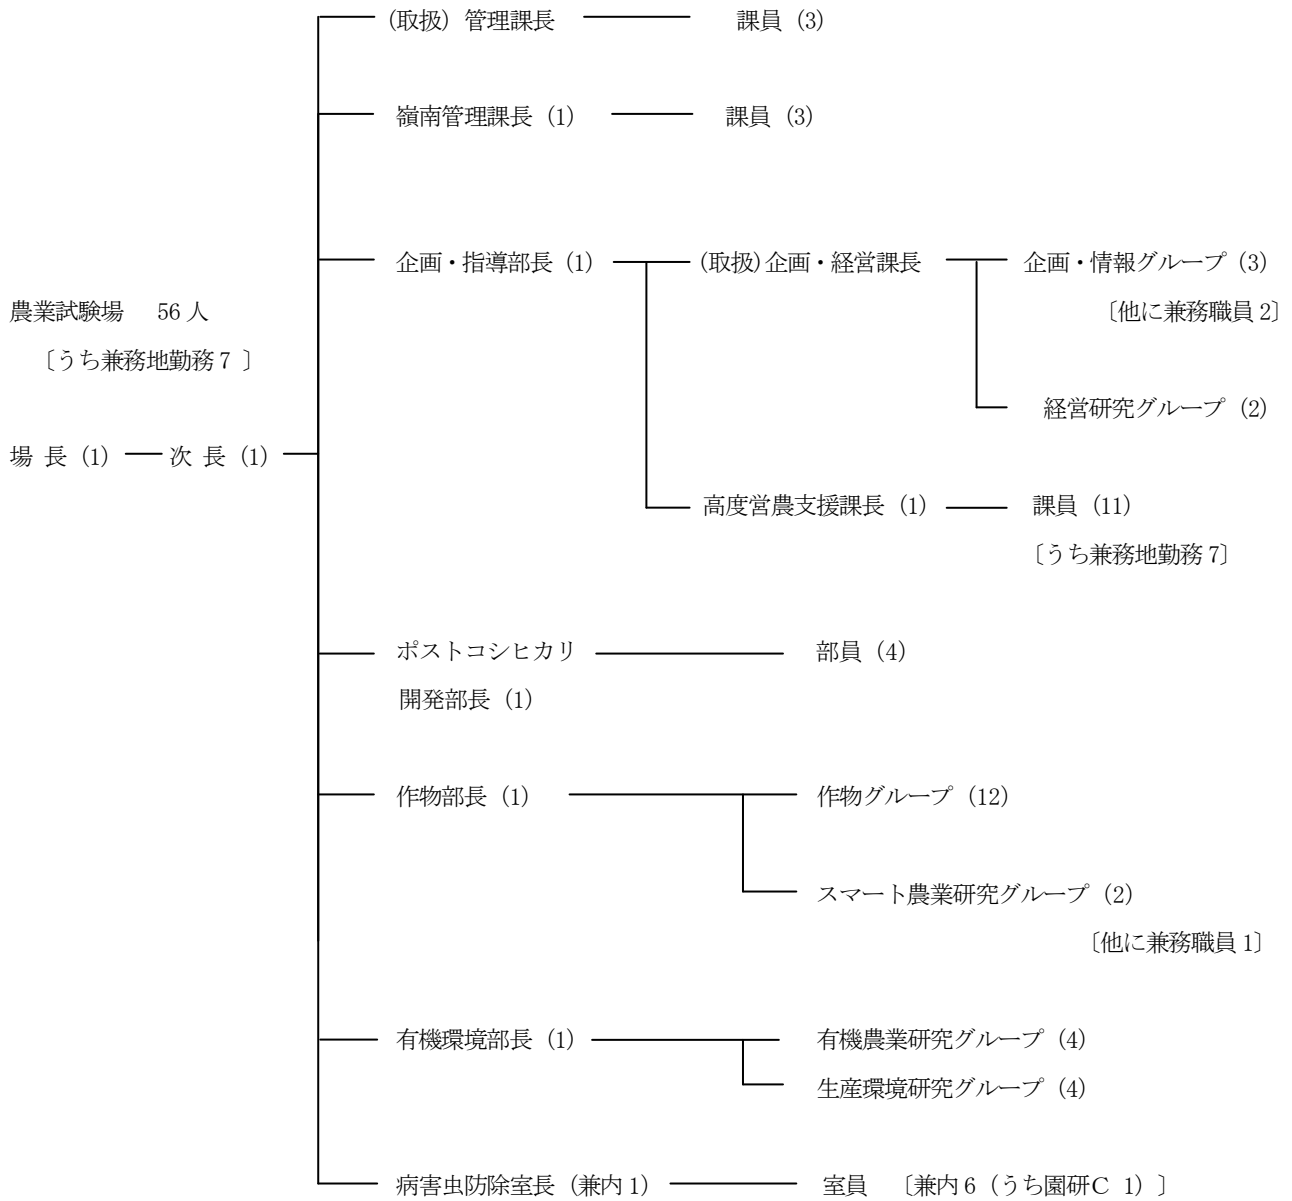 (取扱) 管理課長 課員 (3)
嶺南管理課長 (1) 課員 (3)
企画・指導部長 (1) (取扱)企画・経営課長 企画・情報グループ (3)
農業試験場 56 人 〔他に兼務職員 2〕
〔うち兼務地勤務 7 〕
経営研究グループ (2)
場 長 (1) 次 長 (1)
高度営農支援課長 (1) 課員 (11)
〔うち兼務地勤務 7〕
ポストコシヒカリ 部員 (4)
開発部長 (1)
作物部長 (1) 作物グループ (12)
スマート農業研究グループ (2)
〔他に兼務職員 1〕
有機環境部長 (1) 有機農業研究グループ (4)
生産環境研究グループ (4)
病害虫防除室長 (兼内 1) 室員 〔兼内 6 (うち園研C 1) 〕